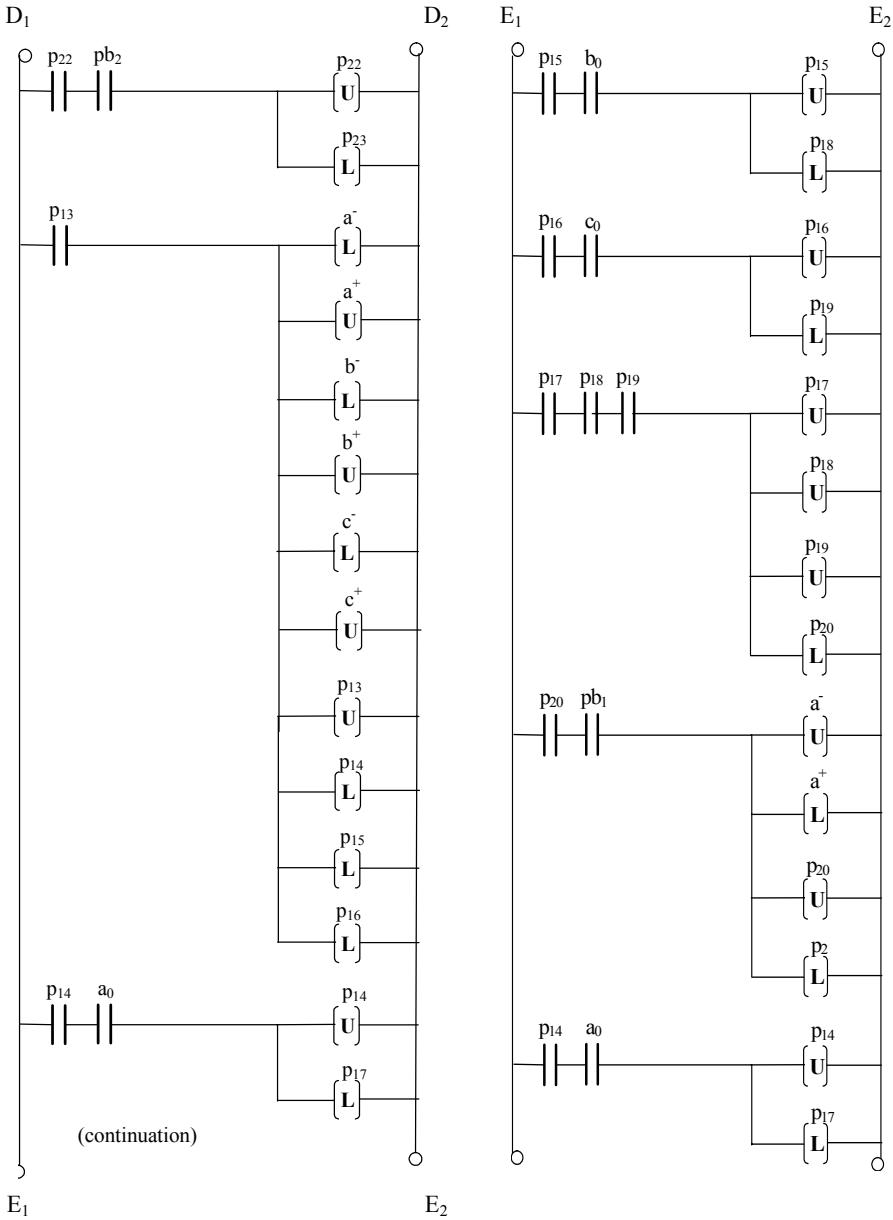 D₁ D₂
p₂₂ pb₂ p₂₂
U
p₂₃
L
p₁₃ a⁻
L
a⁺
U
b⁻
L
b⁺
U
c⁻
L
c⁺
U
p₁₃
U
p₁₄
L
p₁₅
L
p₁₆
L
p₁₄ a₀ p₁₄
U
p₁₇
L
(continuation)
E₁ E₂
E₁ E₂
p₁₅ b₀ p₁₅
U
p₁₈
L
p₁₆ c₀ p₁₆
U
p₁₉
L
p₁₇ p₁₈ p₁₉ p₁₇
U
p₁₈
U
p₁₉
U
p₂₀
L
p₂₀ pb₁ a⁻
U
a⁺
L
p₂₀
U
p₂
L
p₁₄ a₀ p₁₄
U
p₁₇
L